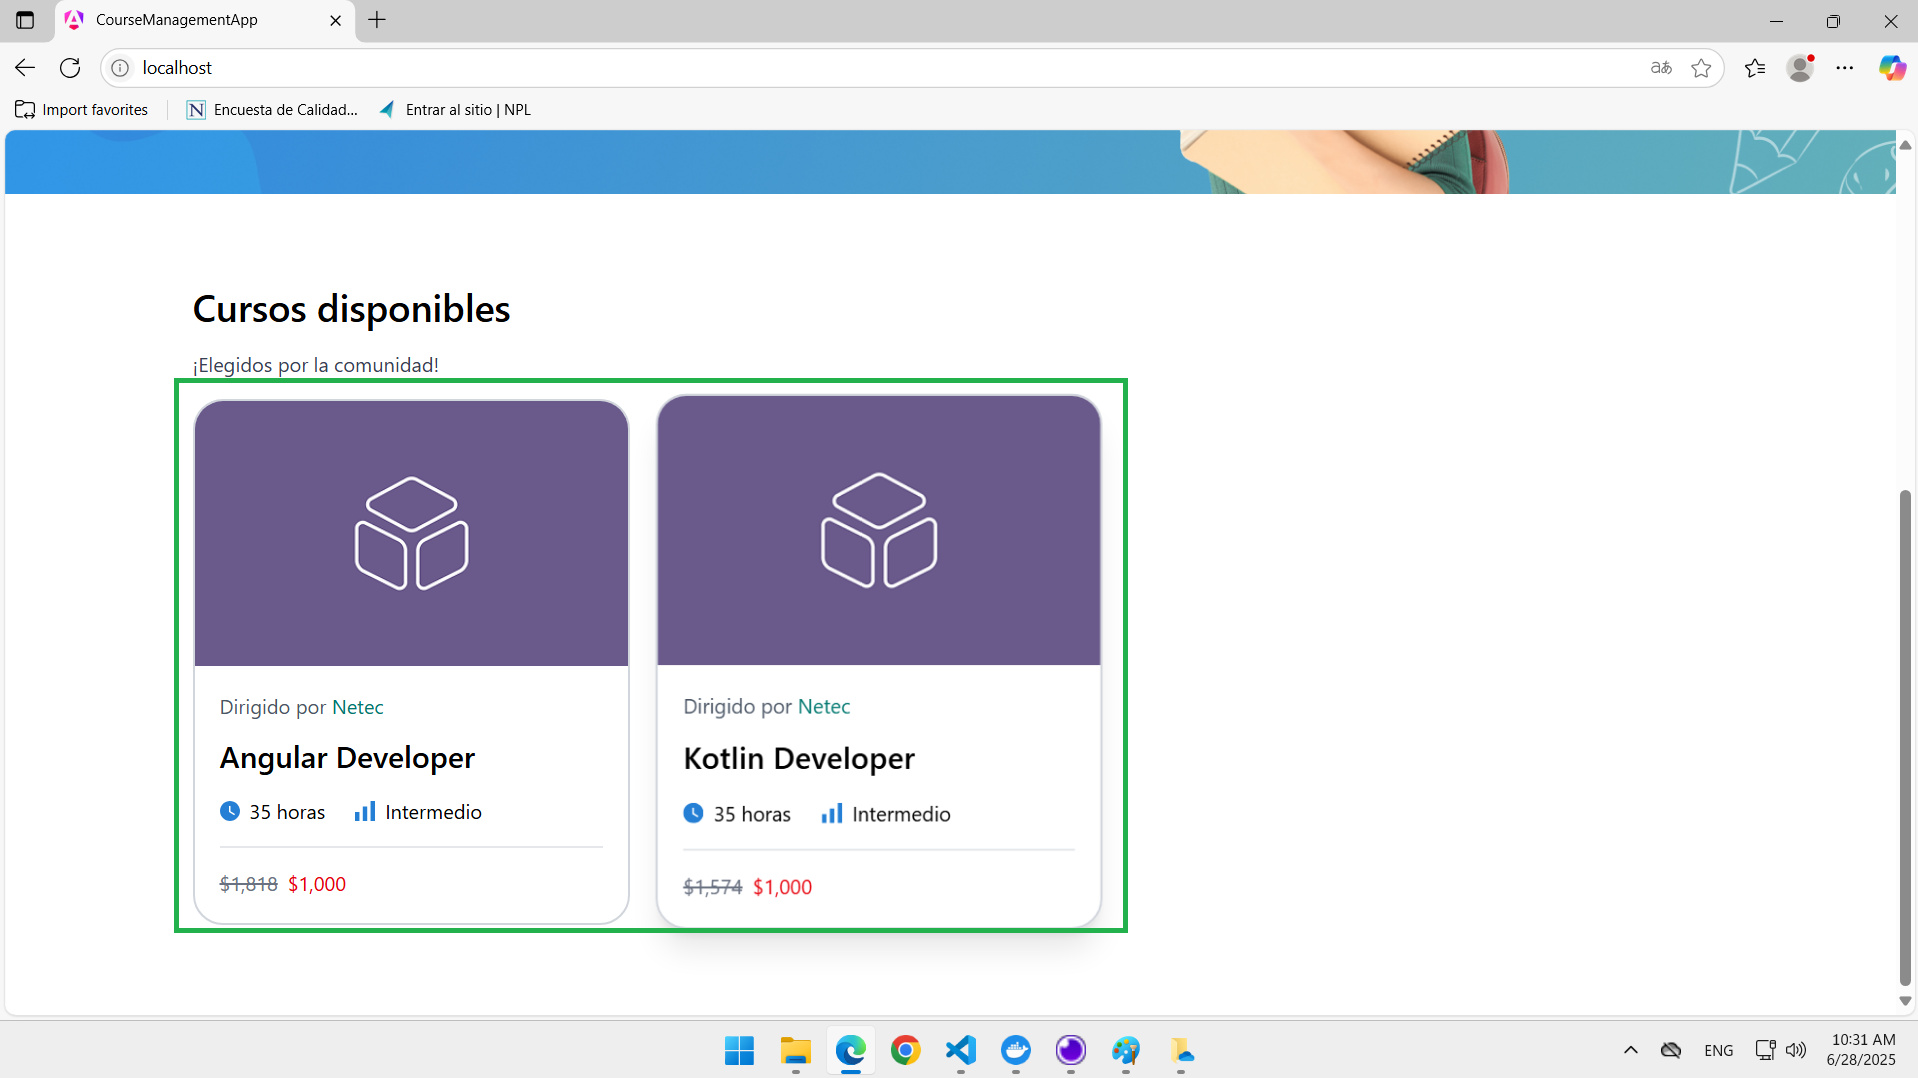 CourseManagementApp
localhost
Import favorites
Encuesta de Calidad...
Entrar al sitio | NPL
Cursos disponibles
¡Elegidos por la comunidad!
Dirigido por Netec
Angular Developer
35 horas Intermedio
$1,818 $1,000
Dirigido por Netec
Kotlin Developer
35 horas Intermedio
$1,574 $1,000
ENG
10:31 AM
6/28/2025